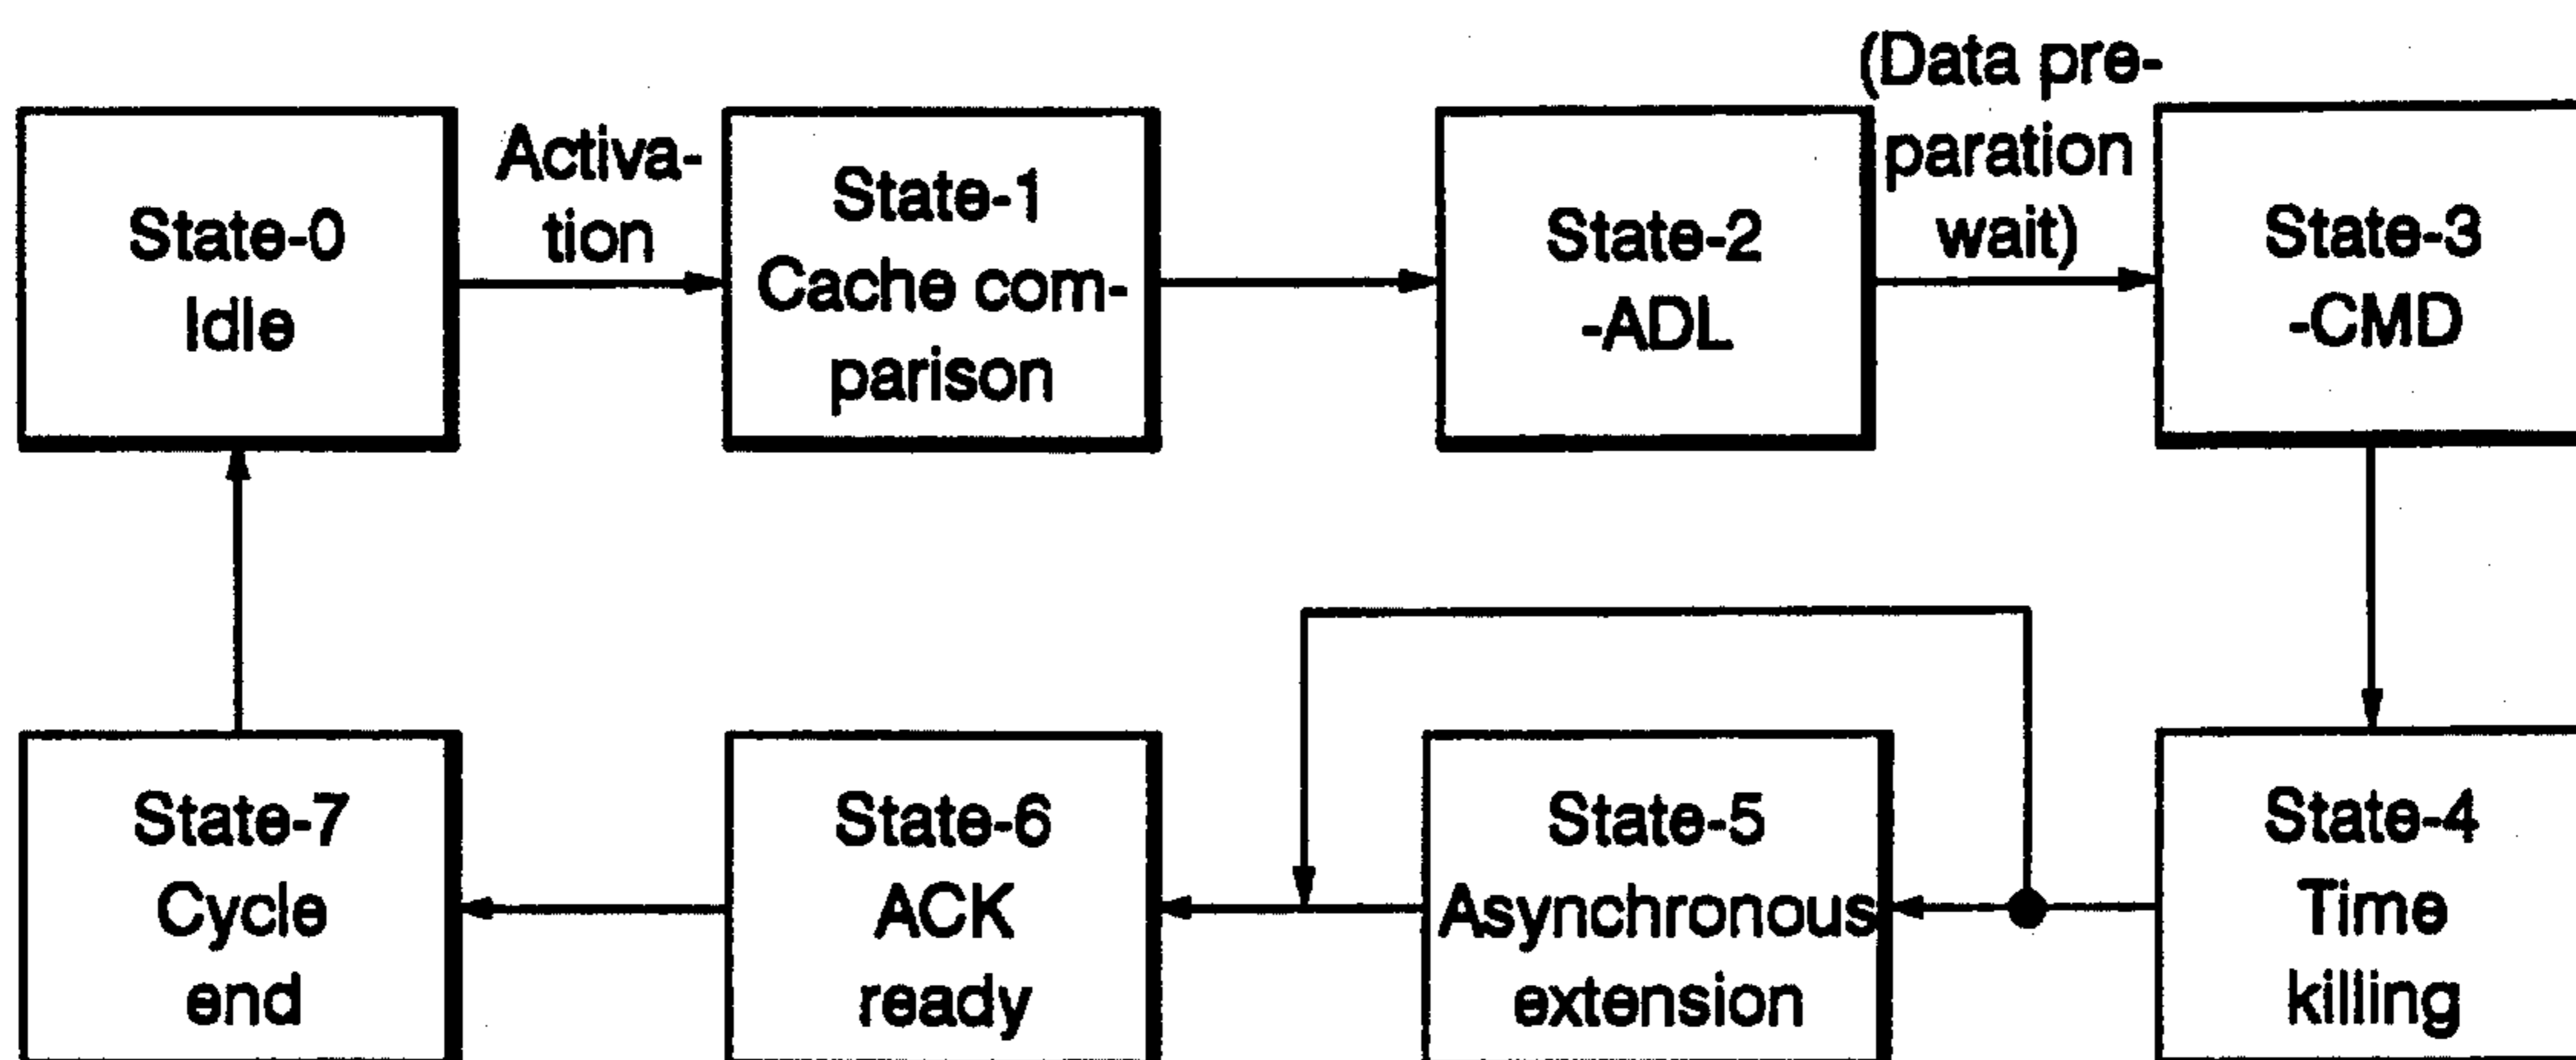 State-0
Idle
Activa-
tion
State-1
Cache com-
parison
State-2
-ADL
(Data pre-
paration
wait)
State-3
-CMD
State-7
Cycle
end
State-6
ACK
ready
State-5
Asynchronous
extension
State-4
Time
killing